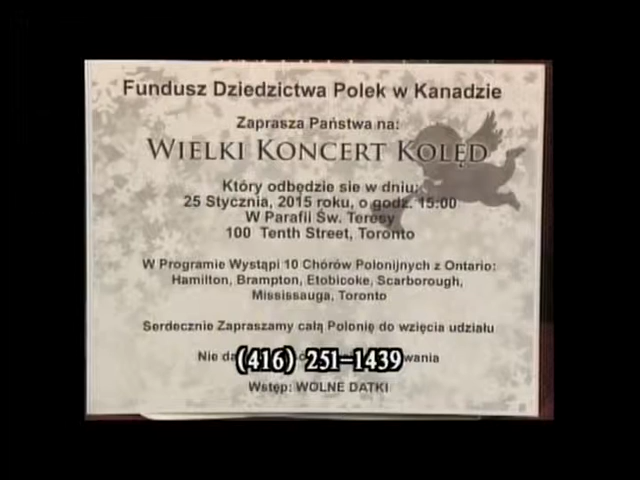 Fundusz Dziedzictwa Polek w Kanadzie
Zaprasza Państwa na:
WIELKI KONCERT KOLĘD
Który odbędzie sie w dniu:
25 Stycznia, 2015 roku, o godz. 15:00
W Parafii Św. Teresy
100 Tenth Street, Toronto
W Programie Wystąpi 10 Chórów Polonijnych z Ontario:
Hamilton, Brampton, Etobicoke, Scarborough,
Mississauga, Toronto
Serdecznie Zapraszamy całą Polonię do wzięcia udziału
Nie
(416) 251-1439
Wstęp: WOLNE DATKI